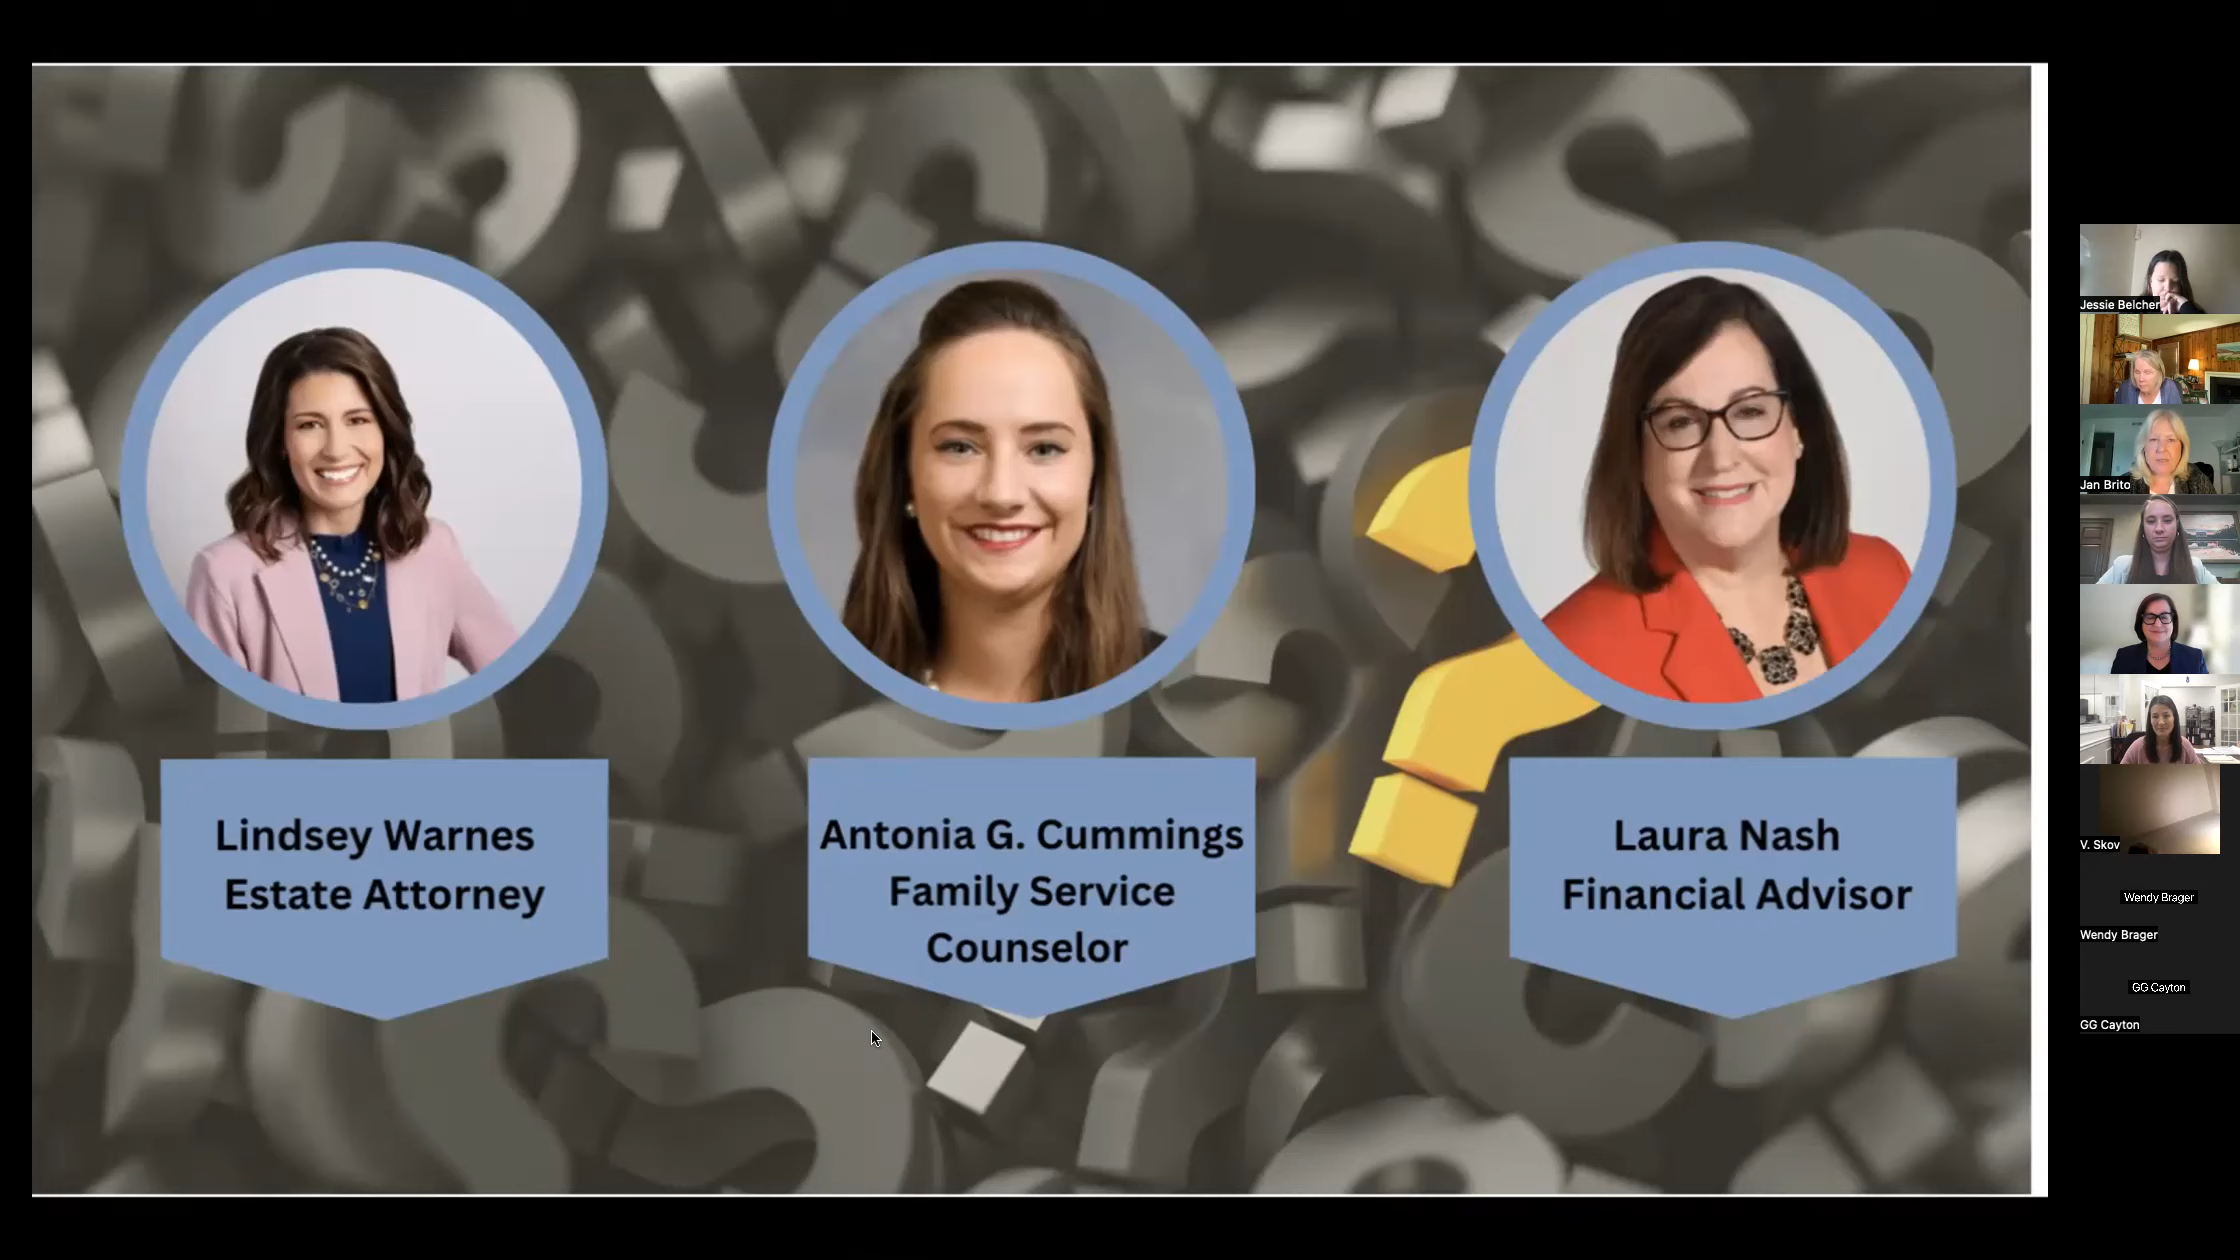 Lindsey Warnes
Estate Attorney
Antonia G. Cummings
Family Service
Counselor
Laura Nash
Financial Advisor
Jessie Belcher
Jan Brito
V. Skov
Wendy Brager
Wendy Brager
GG Cayton
GG Cayton